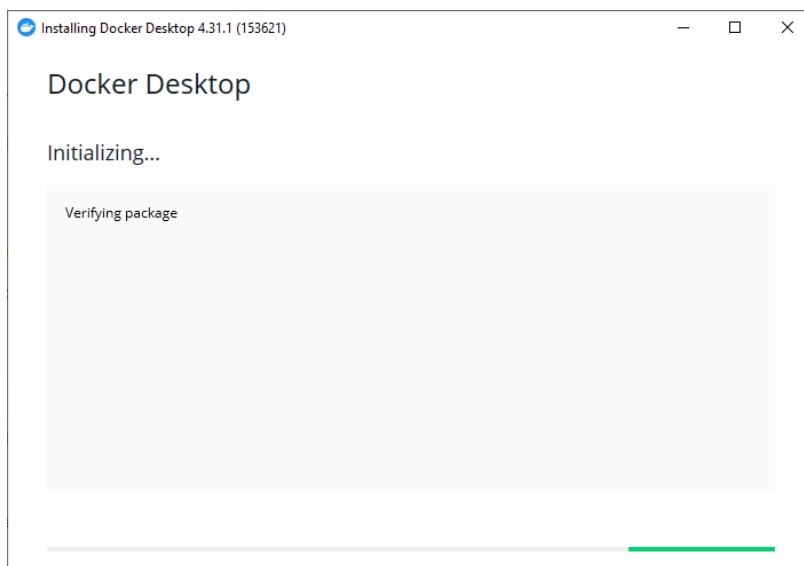 Installing Docker Desktop 4.31.1 (153621)
Docker Desktop
Initializing...
Verifying package